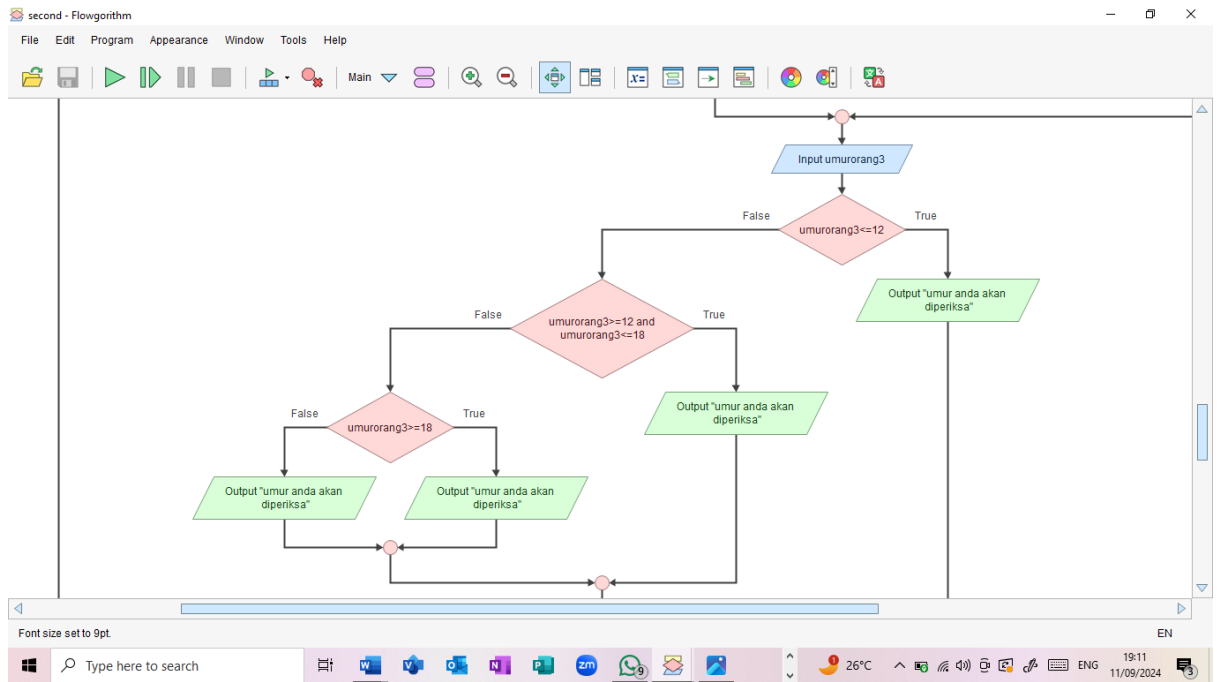 second - Flowgorithm
File Edit Program Appearance Window Tools Help
Main
Input umurorang3
False
True
umurorang3<=12
Output "umur anda akan
diperiksa"
False
True
umurorang3>=12 and
umurorang3<=18
Output "umur anda akan
diperiksa"
False
True
umurorang3>=18
Output "umur anda akan
diperiksa"
Output "umur anda akan
diperiksa"
Font size set to 9pt.
EN
Type here to search
26°C
ENG
19:11
11/09/2024